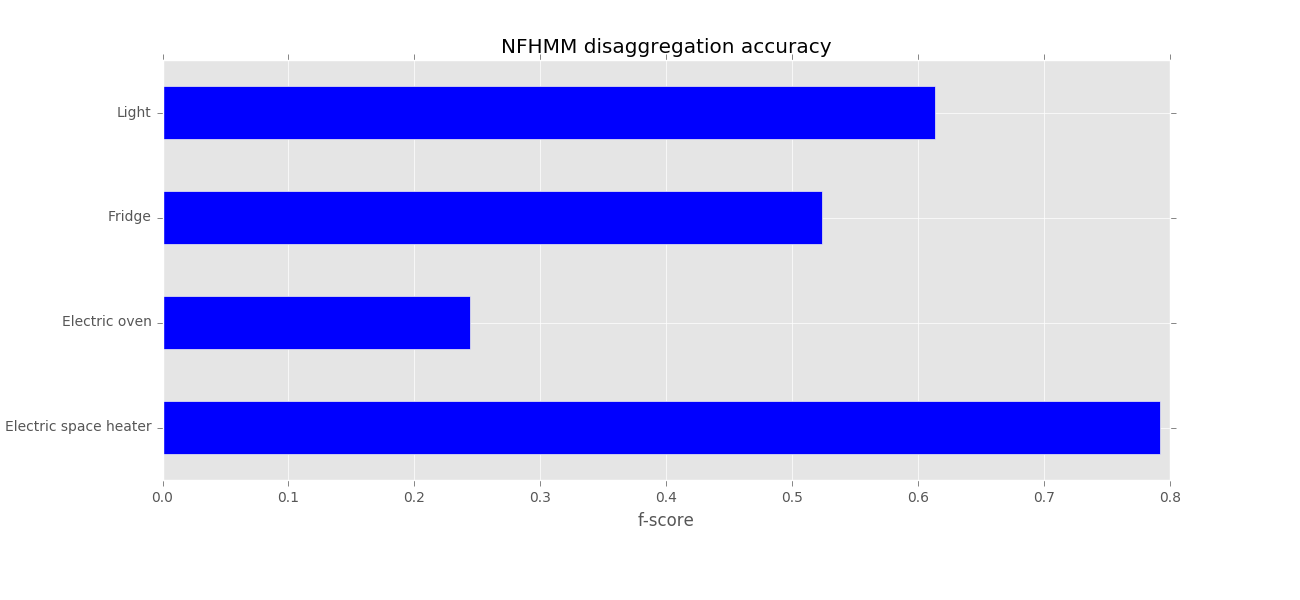 NFHMM disaggregation accuracy
Light
Fridge
Electric oven
Electric space heater
0.0 0.1 0.2 0.3 0.4 0.5 0.6 0.7 0.8
f-score